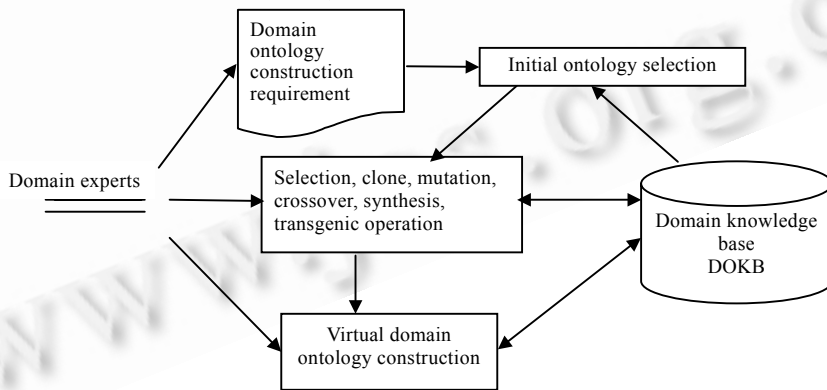 Domain
ontology
construction
requirement
Initial ontology selection
Domain experts
Selection, clone, mutation,
crossover, synthesis,
transgenic operation
Domain knowledge
base
DOKB
Virtual domain
ontology construction